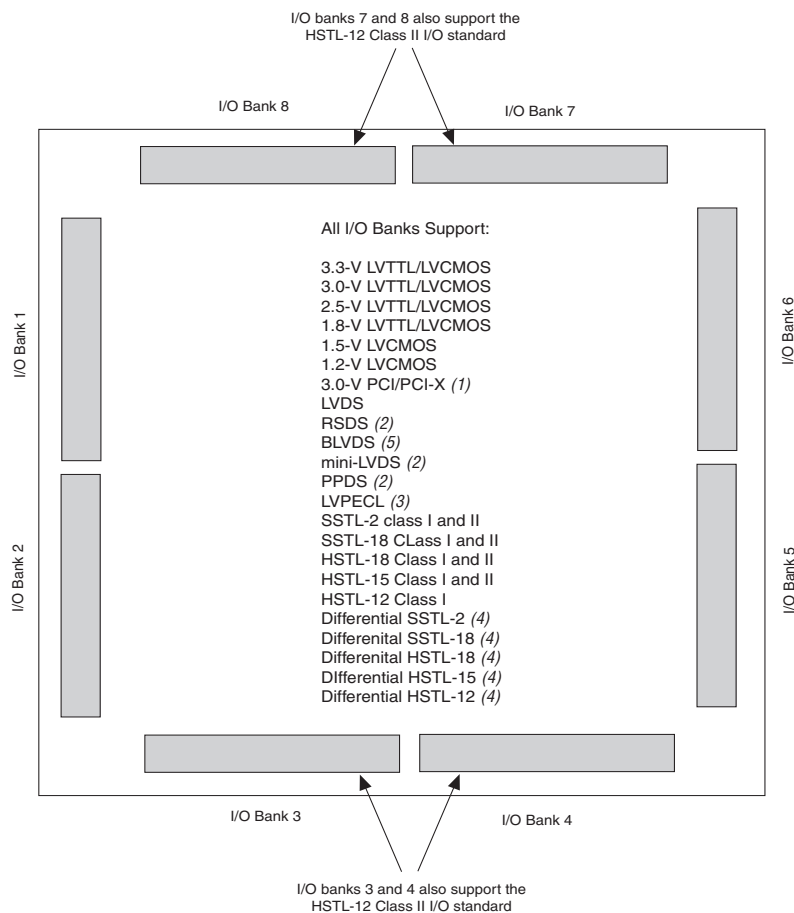 I/O banks 7 and 8 also support the
HSTL-12 Class II I/O standard
I/O Bank 8
I/O Bank 7
All I/O Banks Support:
3.3-V LVTTL/LVCMOS
3.0-V LVTTL/LVCMOS
2.5-V LVTTL/LVCMOS
1.8-V LVTTL/LVCMOS
1.5-V LVCMOS
1.2-V LVCMOS
3.0-V PCI/PCI-X (1)
LVDS
RSDS (2)
BLVDS (5)
mini-LVDS (2)
PPDS (2)
LVPECL (3)
SSTL-2 class I and II
SSTL-18 CLass I and II
HSTL-18 Class I and II
HSTL-15 Class I and II
HSTL-12 Class I
Differential SSTL-2 (4)
Differential SSTL-18 (4)
Differenital HSTL-18 (4)
DIfferential HSTL-15 (4)
Differential HSTL-12 (4)
I/O Bank 1
I/O Bank 2
I/O Bank 6
I/O Bank 5
I/O Bank 3
I/O Bank 4
I/O banks 3 and 4 also support the
HSTL-12 Class II I/O standard